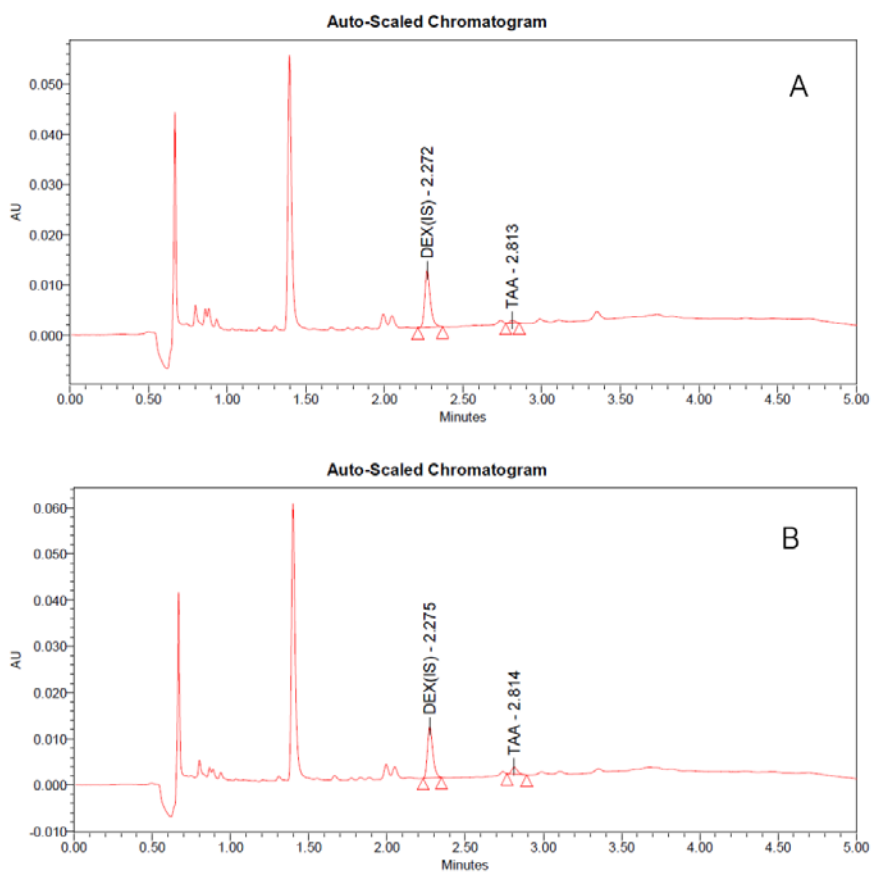 Auto-Scaled Chromatogram
A
0.050
0.040
0.030
0.020
0.010
0.000
AU
DEX(IS) - 2.272
TAA - 2.813
0.00 0.50 1.00 1.50 2.00 2.50 3.00 3.50 4.00 4.50 5.00
Minutes
Auto-Scaled Chromatogram
B
0.060
0.050
0.040
0.030
0.020
0.010
0.000
-0.010
AU
DEX(IS) - 2.275
TAA - 2.814
0.00 0.50 1.00 1.50 2.00 2.50 3.00 3.50 4.00 4.50 5.00
Minutes